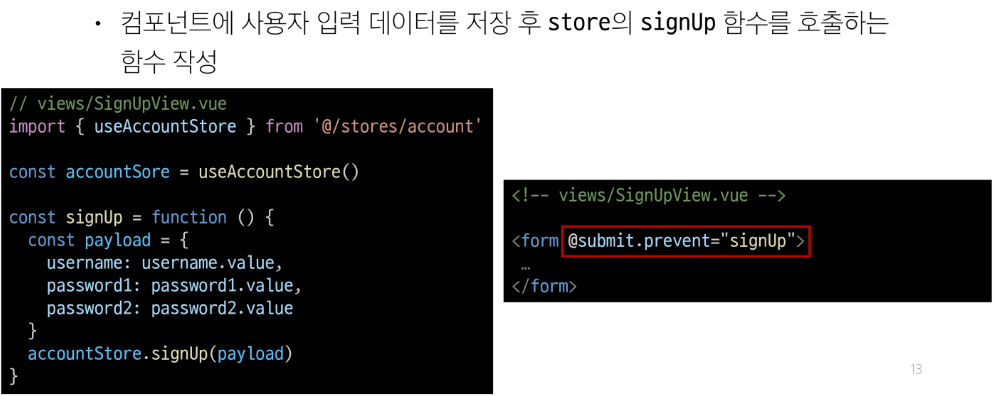 • 컴포넌트에 사용자 입력 데이터를 저장 후 store의 signUp 함수를 호출하는
함수 작성
// views/SignUpView.vue
import { useAccountStore } from '@/stores/account'
const accountSore = useAccountStore()
const signUp = function () {
const payload = {
username: username.value,
password1: password1.value,
password2: password2.value
}
accountStore.signUp(payload)
}
<!-- views/SignUpView.vue -->
<form @submit.prevent="signUp">
…
</form>
13